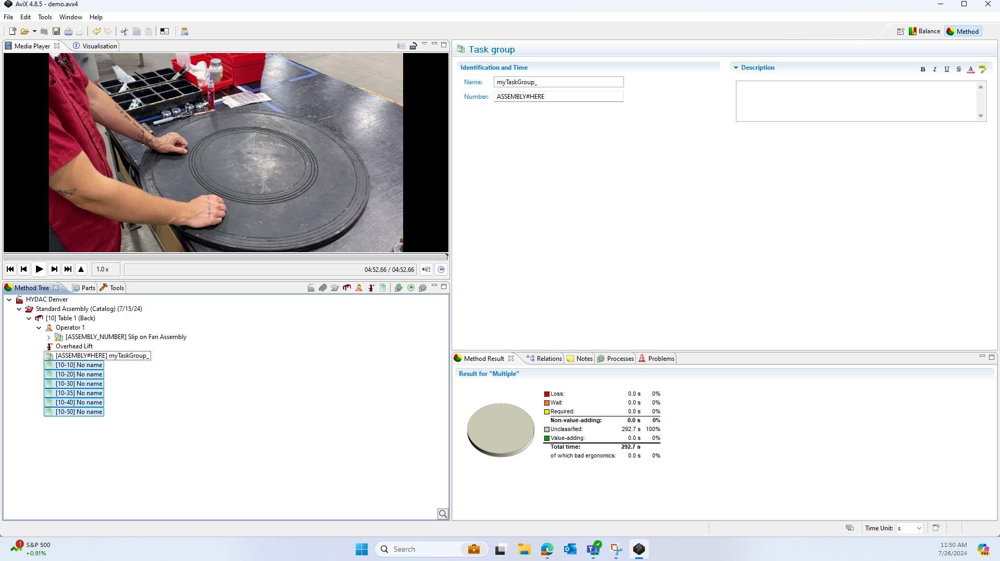 AviX 4.8.5 - demo.avx4
File Edit Tools Window Help
Balance Method
Media Player Visualisation
1.0 x
04:52.66 / 04:52.66
Method Tree Parts Tools
HYDAC Denver
Standard Assembly (Catalog) (7/15/24)
[10] Table 1 (Back)
Operator 1
[ASSEMBLY_NUMBER] Slip on Fan Assembly
Overhead Lift
[ASSEMBLY#HERE] myTaskGroup_
[10-10] No name
[10-20] No name
[10-30] No name
[10-35] No name
[10-40] No name
[10-50] No name
Task group
Identification and Time
Name: myTaskGroup_
Number: ASSEMBLY#HERE
Description
B I U S A abc
Method Result Relations Notes Processes Problems
Result for "Multiple"
Loss: 0.0 s 0%
Wait: 0.0 s 0%
Required: 0.0 s 0%
Non-value-adding: 0.0 s 0%
Unclassified: 292.7 s 100%
Value-adding: 0.0 s 0%
Total time: 292.7 s
of which bad ergonomics: 0.0 s 0%
Time Unit: s
1
S&P 500
+0.91%
Search
NEW
11:50 AM
7/26/2024
PRE